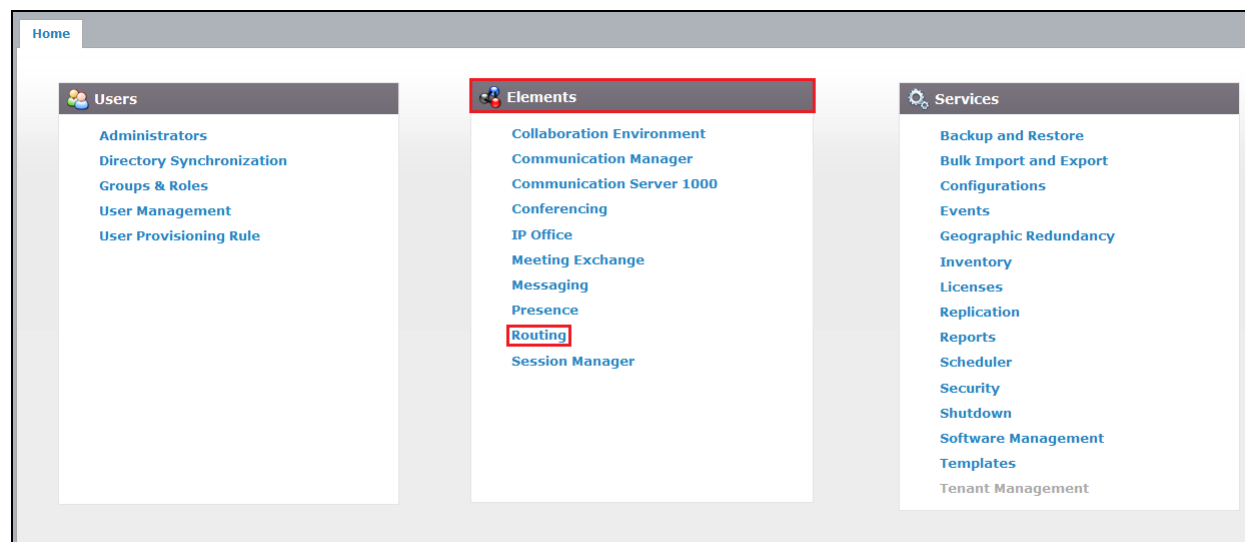 Home
Users
Administrators
Directory Synchronization
Groups & Roles
User Management
User Provisioning Rule
Elements
Collaboration Environment
Communication Manager
Communication Server 1000
Conferencing
IP Office
Meeting Exchange
Messaging
Presence
Routing
Session Manager
Services
Backup and Restore
Bulk Import and Export
Configurations
Events
Geographic Redundancy
Inventory
Licenses
Replication
Reports
Scheduler
Security
Shutdown
Software Management
Templates
Tenant Management